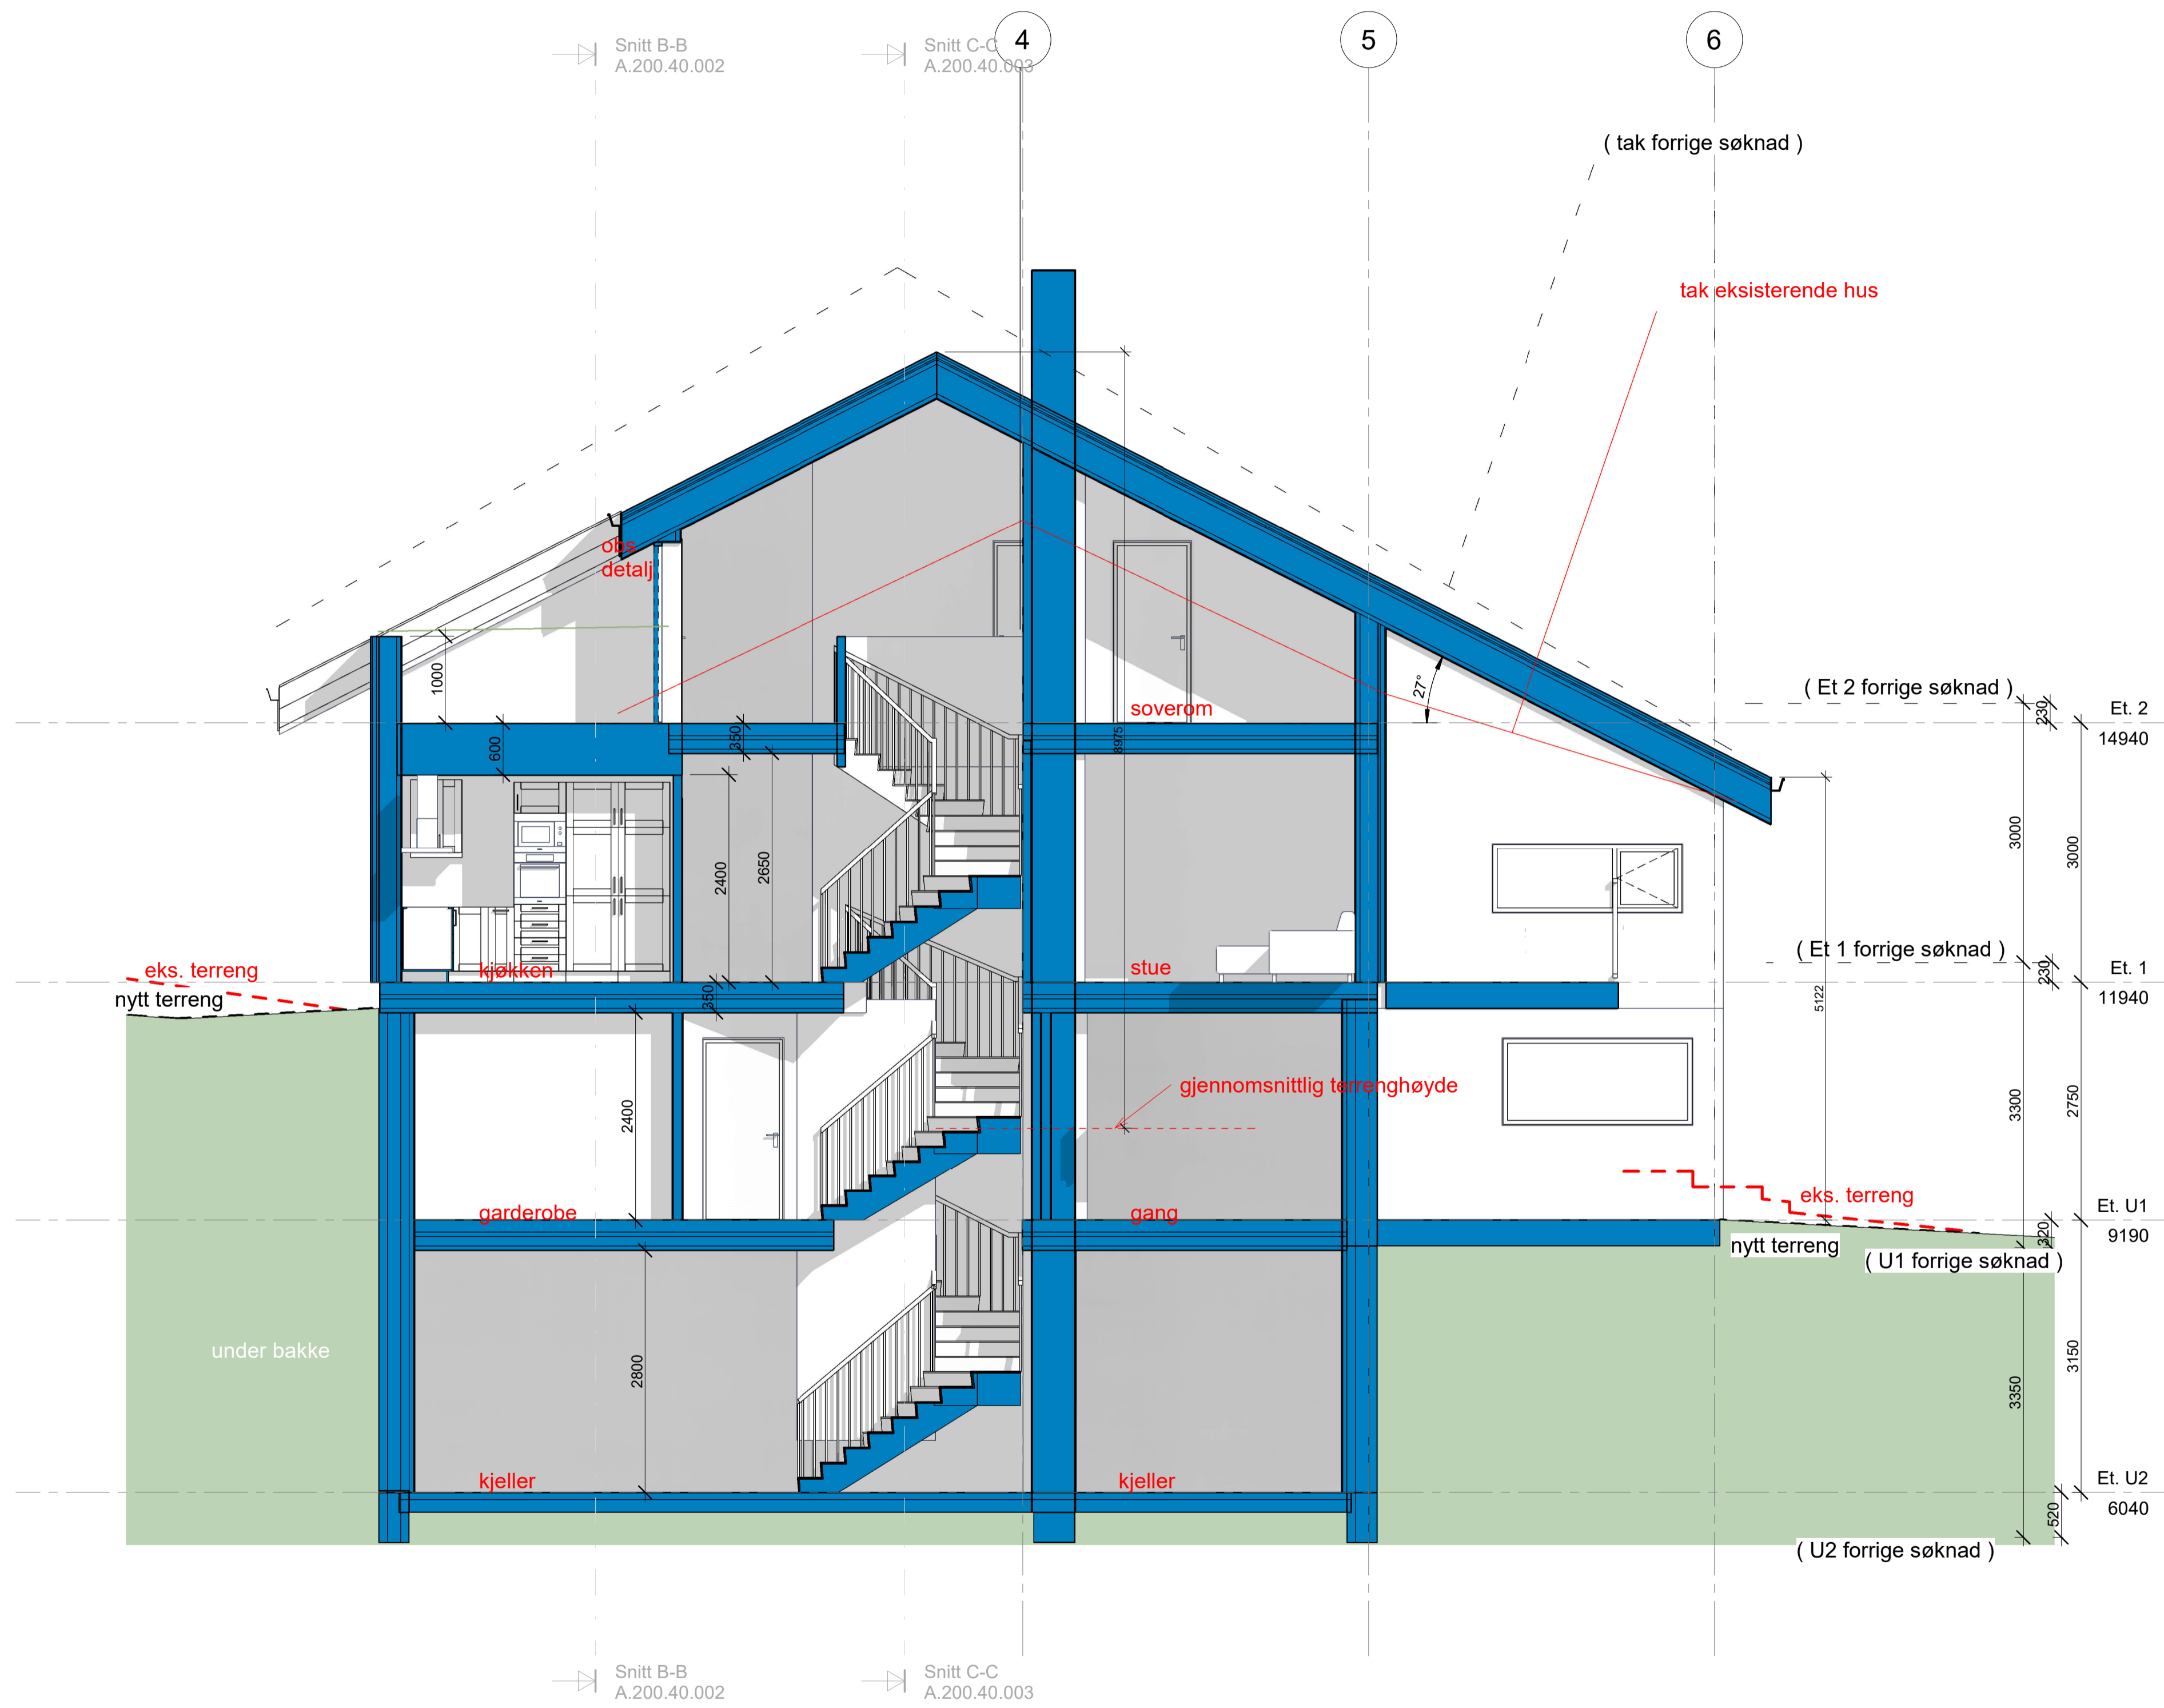 Snitt B-B
A.200.40.002
Snitt C-C
A.200.40.003
4
5
6
( tak forrige søknad )
tak eksisterende hus
obs
detalj
1000
27°
( Et 2 forrige søknad )
230
Et. 2
14940
soverom
600
350
8975
2400
2650
3000
3000
( Et 1 forrige søknad )
230
Et. 1
11940
eks. terreng
nytt terreng
kjøkken
350
stue
5122
gjennomsnittlig terrenghøyde
2400
3300
2750
eks. terreng
Et. U1
9190
garderobe
gang
320
nytt terreng
( U1 forrige søknad )
under bakke
2800
3350
3150
kjeller
kjeller
Et. U2
6040
520
( U2 forrige søknad )
Snitt B-B
A.200.40.002
Snitt C-C
A.200.40.003